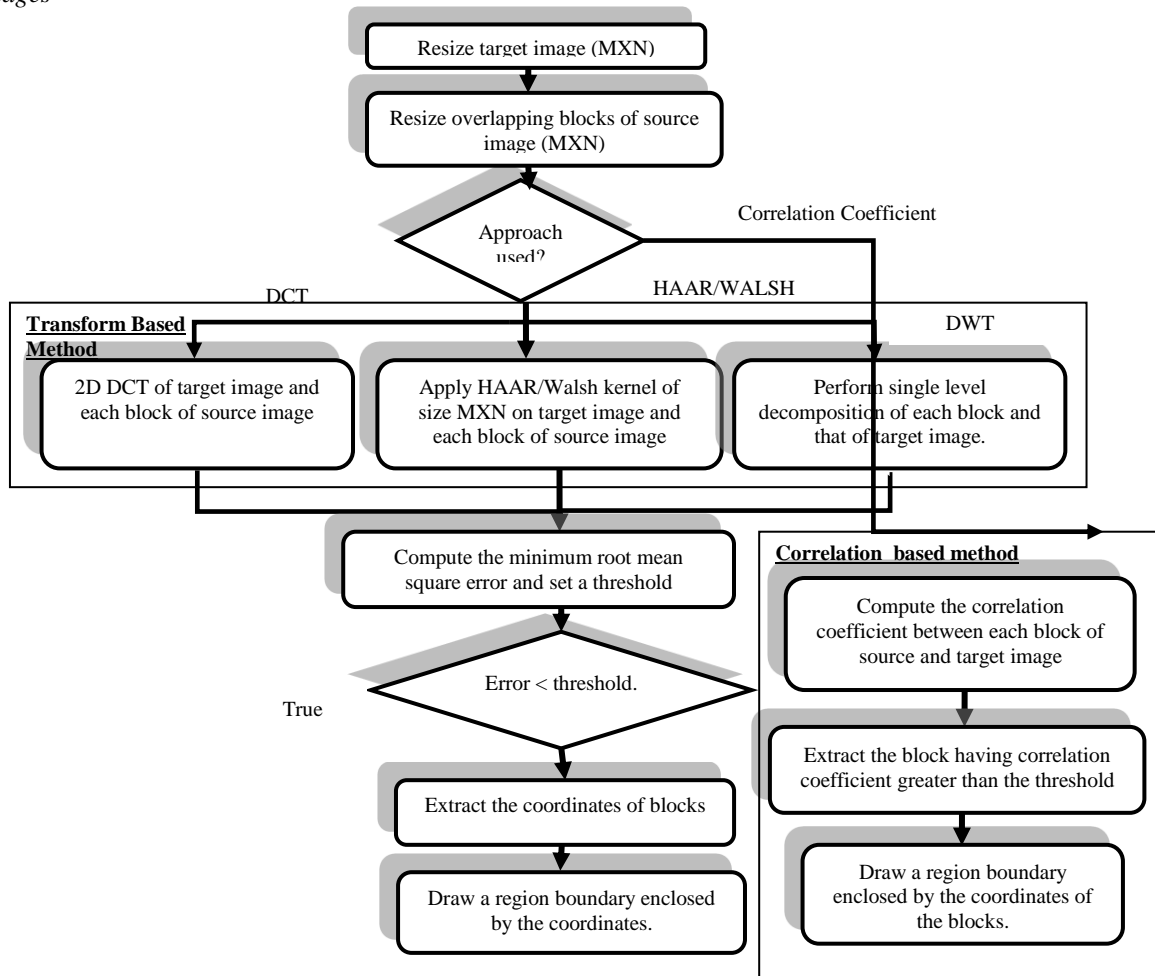 Resize target image (MXN)
Resize overlapping blocks of source
image (MXN)
Approach
used?
Correlation Coefficient
DCT
HAAR/WALSH
DWT
Transform Based
Method
2D DCT of target image and
each block of source image
Apply HAAR/Walsh kernel of
size MXN on target image and
each block of source image
Perform single level
decomposition of each block and
that of target image.
Compute the minimum root mean
square error and set a threshold
Error < threshold.
True
Extract the coordinates of blocks
Draw a region boundary enclosed
by the coordinates.
Correlation based method
Compute the correlation
coefficient between each block of
source and target image
Extract the block having correlation
coefficient greater than the threshold
Draw a region boundary
enclosed by the coordinates of
the blocks.